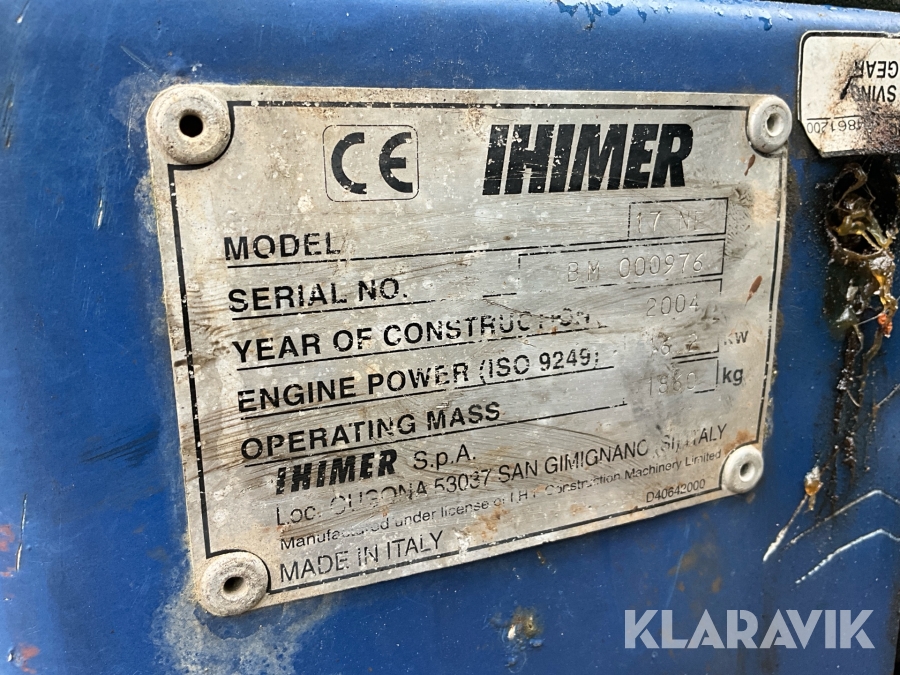 CE IHIMER
MODEL 17 NE
SERIAL NO. BM 000976
YEAR OF CONSTRUCTION 2004
ENGINE POWER (ISO 9249) kW
OPERATING MASS kg
IHIMER S.p.A.
Loc. CUSONA 53037 SAN GIMIGNANO (SI) ITALY
Manufactured under license of I.H.I. Construction Machinery Limited
MADE IN ITALY
D40642000
SVING
GEAR
KLARAVIK